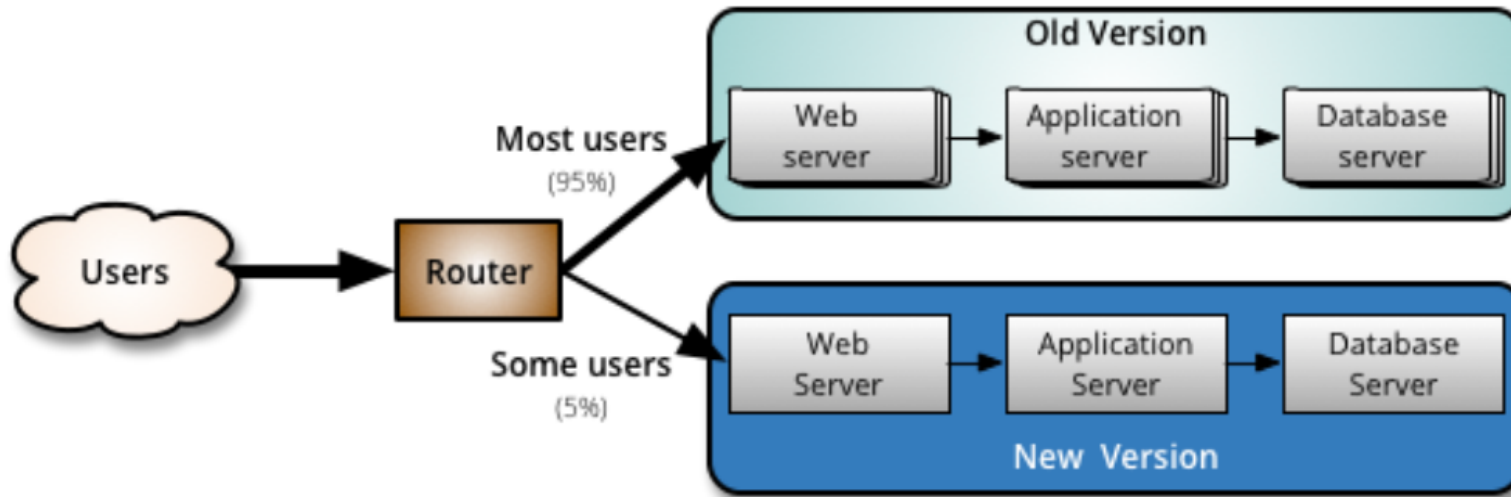 Old Version
Web
server
Application
server
Database
server
Most users
(95%)
Users
Router
Some users
(5%)
Web
Server
Application
Server
Database
Server
New Version